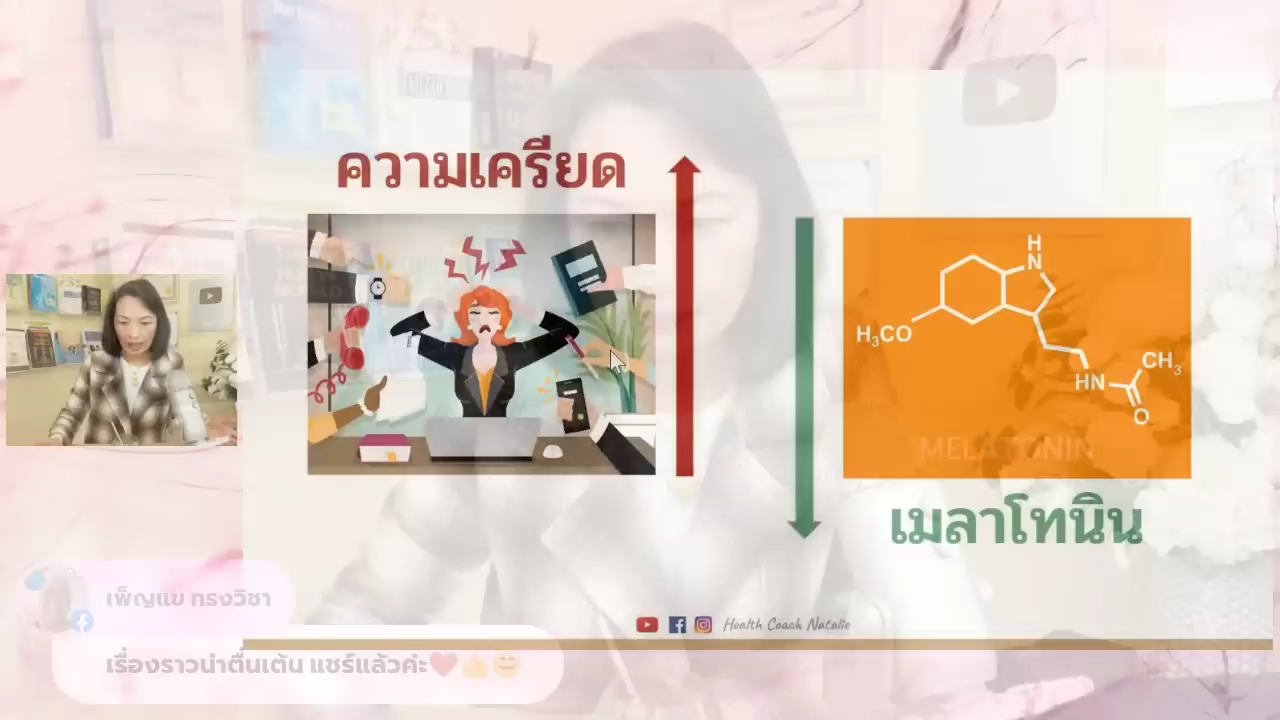 ความเครียด
H
N
H₃CO
CH₃
HN
O
MELATONIN
เมลาโทนิน
Health Coach Natalie
เพ็ญแข ทรงวิชา
เรื่องราวน่าตื่นเต้น แชร์แล้วค่ะ❤️👍😊